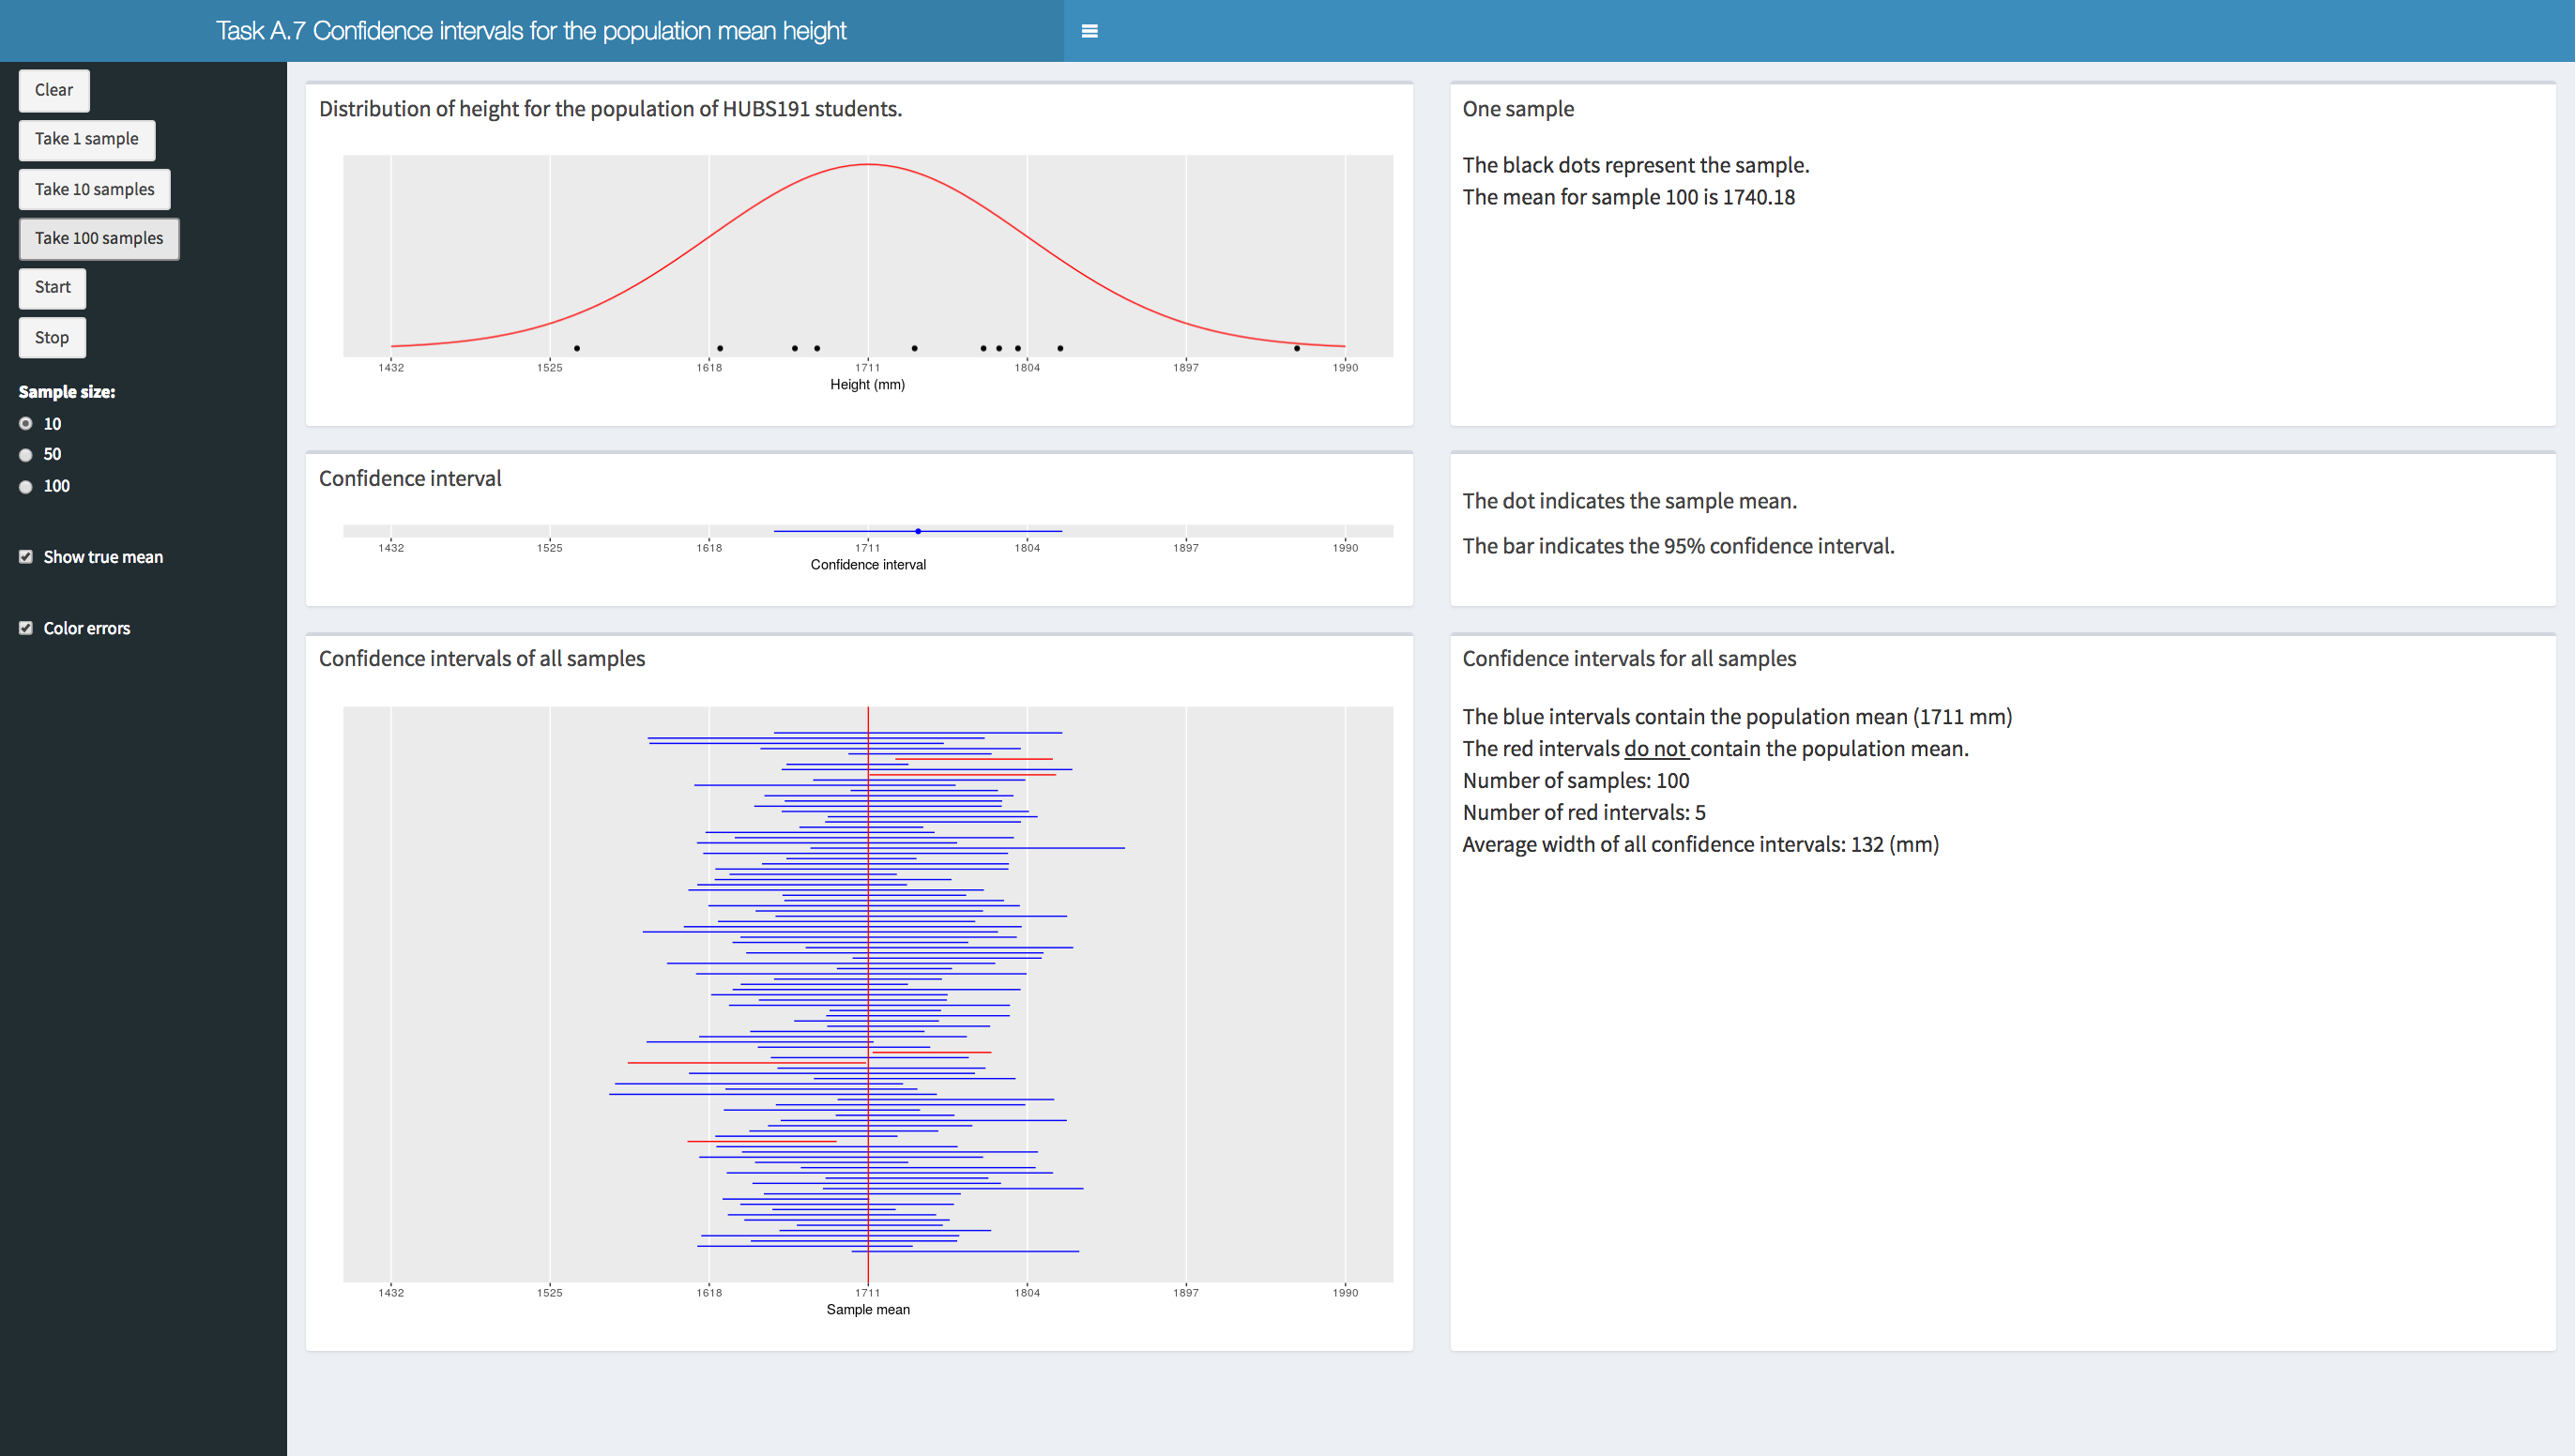 Task A.7 Confidence intervals for the population mean height
Clear
Take 1 sample
Take 10 samples
Take 100 samples
Start
Stop
Sample size:
10
50
100
Show true mean
Color errors
Distribution of height for the population of HUBS191 students.
1432 1525 1618 1711 1804 1897 1990
Height (mm)
One sample
The black dots represent the sample.
The mean for sample 100 is 1740.18
Confidence interval
1432 1525 1618 1711 1804 1897 1990
Confidence interval
The dot indicates the sample mean.
The bar indicates the 95% confidence interval.
Confidence intervals of all samples
1432 1525 1618 1711 1804 1897 1990
Sample mean
Confidence intervals for all samples
The blue intervals contain the population mean (1711 mm)
The red intervals do not contain the population mean.
Number of samples: 100
Number of red intervals: 5
Average width of all confidence intervals: 132 (mm)